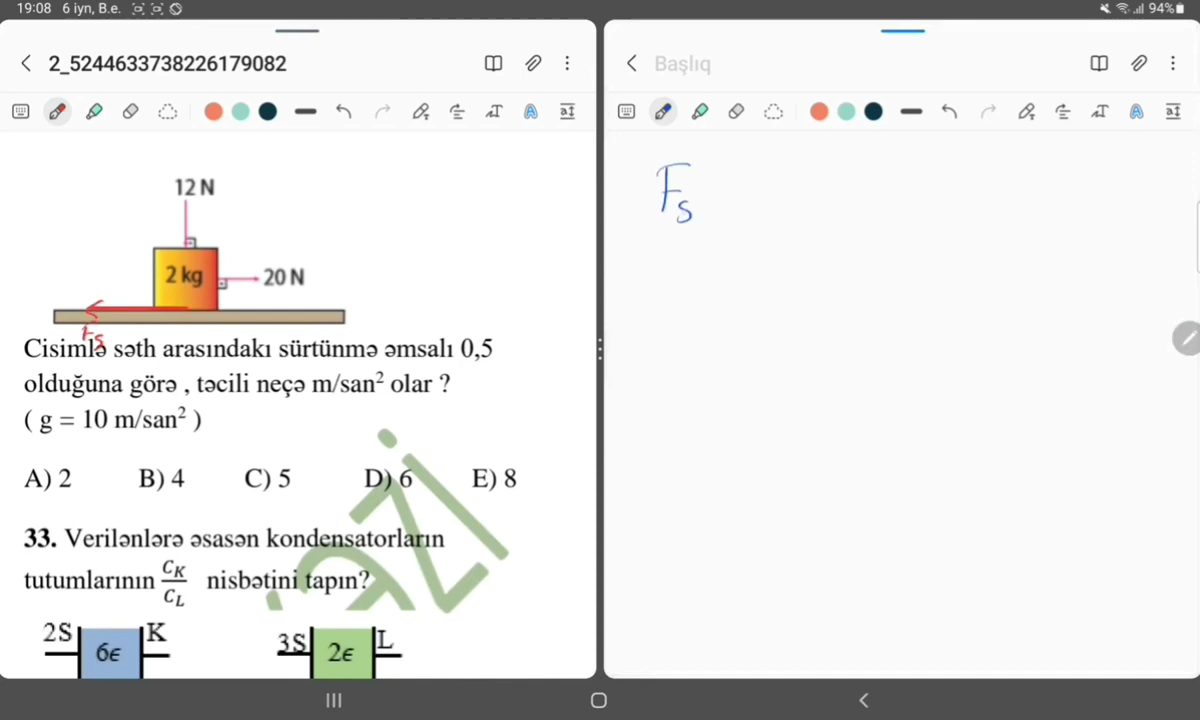 19:08 6 iyn, B.e. 94%
2_5244633738226179082
Başlıq
12 N
2 kg
20 N
Fs
Fs
Cisimlə səth arasındakı sürtünmə əmsalı 0,5
olduğuna görə , təcili neçə m/san² olar ?
( g = 10 m/san² )
A) 2 B) 4 C) 5 D) 6 E) 8
33. Verilənlərə əsasən kondensatorların
tutumlarının C_K/C_L nisbətini tapın?
2S K 3S L
6ϵ 2ϵ